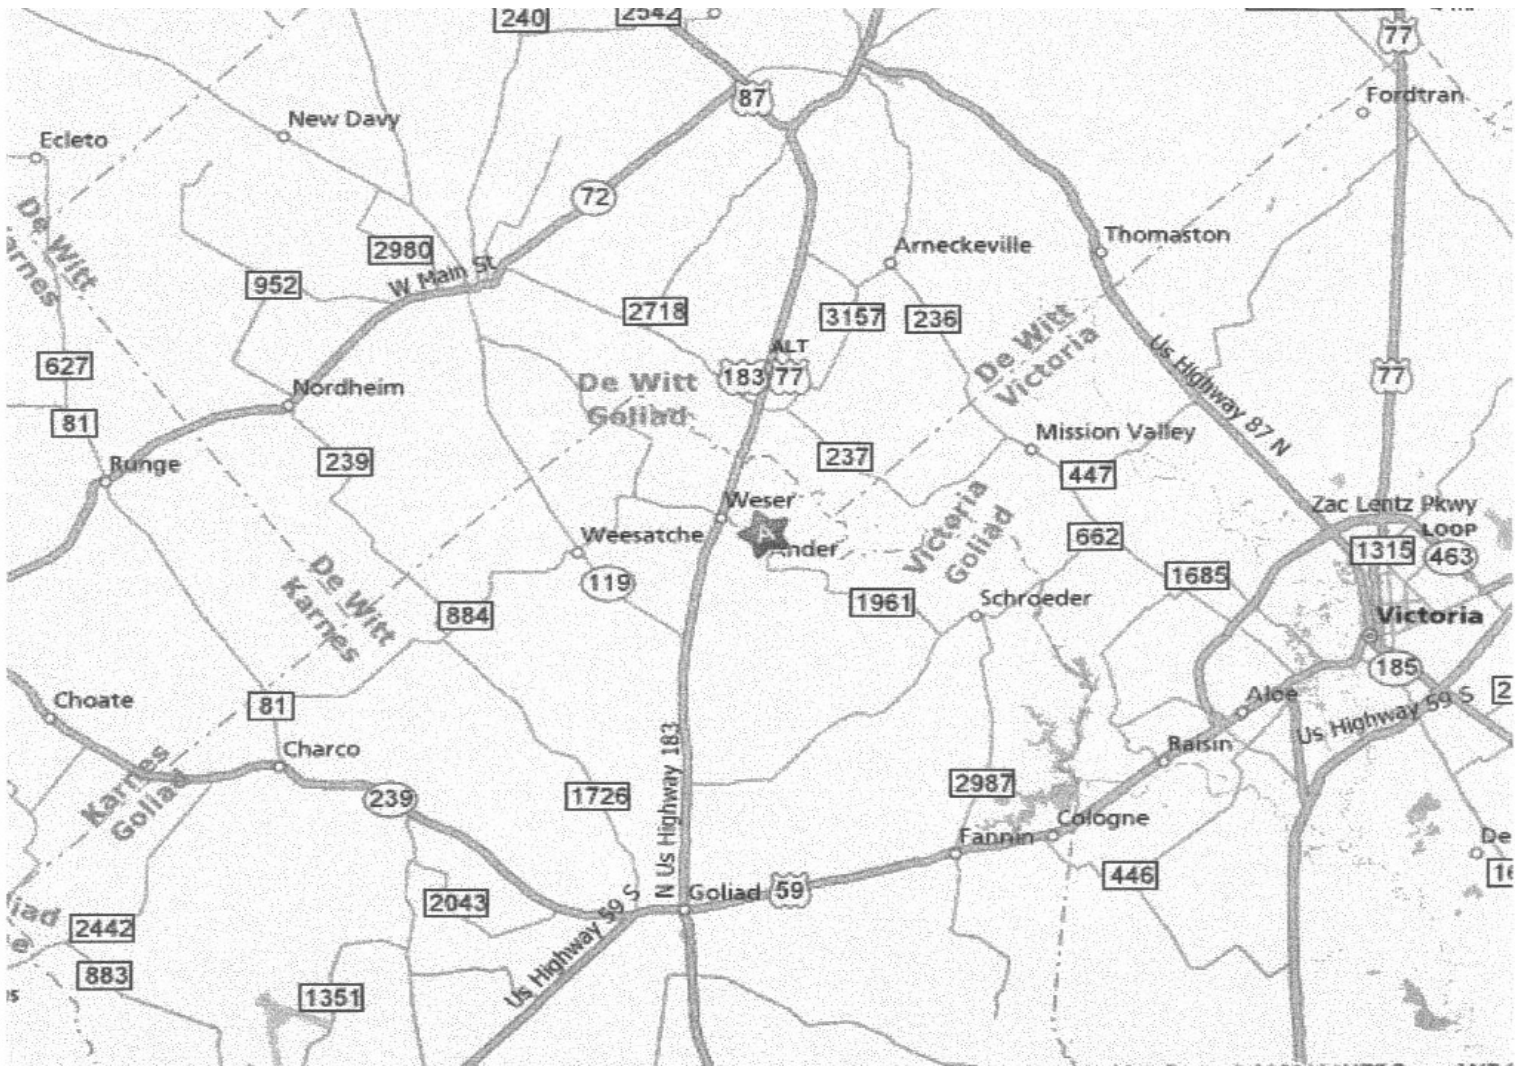 240
2542
77
87
Fordtran
New Davy
Ecleto
72
De Witt
2980
Arneckeville
Thomaston
W Main St
952
2718
3157
236
De Witt
Victoria
Us Highway 87 N
ALT
627
183
77
77
De Witt
Goliad
Nordheim
81
Mission Valley
Runge
239
237
447
Weser
Victoria
Goliad
Zac Lentz Pkwy
LOOP
Weesatche
A
Ander
662
1315
463
De Witt
Karnes
119
1685
884
1961
Schroeder
Victoria
185
Choate
81
Aloe
Us Highway 59 S
Charco
Raisin
Karnes
Goliad
N Us Highway 183
239
1726
2987
Cologne
Fannin
446
Goliad
59
2043
Us Highway 59 S
2442
883
1351